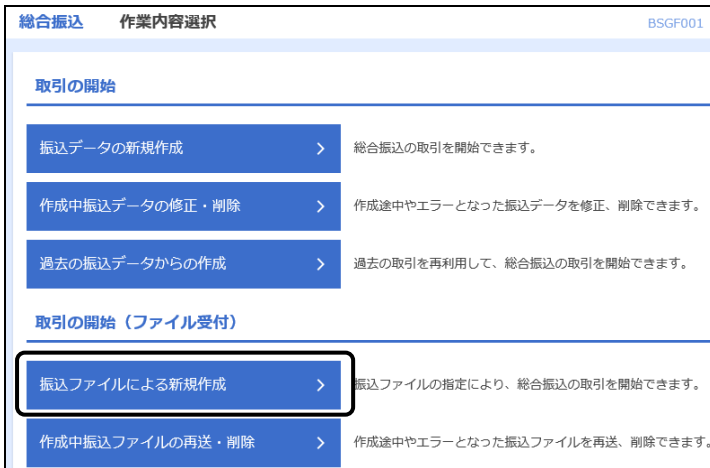 総合振込 作業内容選択 BSGF001
取引の開始
振込データの新規作成 総合振込の取引を開始できます。
作成中振込データの修正・削除 作成途中やエラーとなった振込データを修正、削除できます。
過去の振込データからの作成 過去の取引を再利用して、総合振込の取引を開始できます。
取引の開始（ファイル受付）
振込ファイルによる新規作成 振込ファイルの指定により、総合振込の取引を開始できます。
作成中振込ファイルの再送・削除 作成途中やエラーとなった振込ファイルを再送、削除できます。